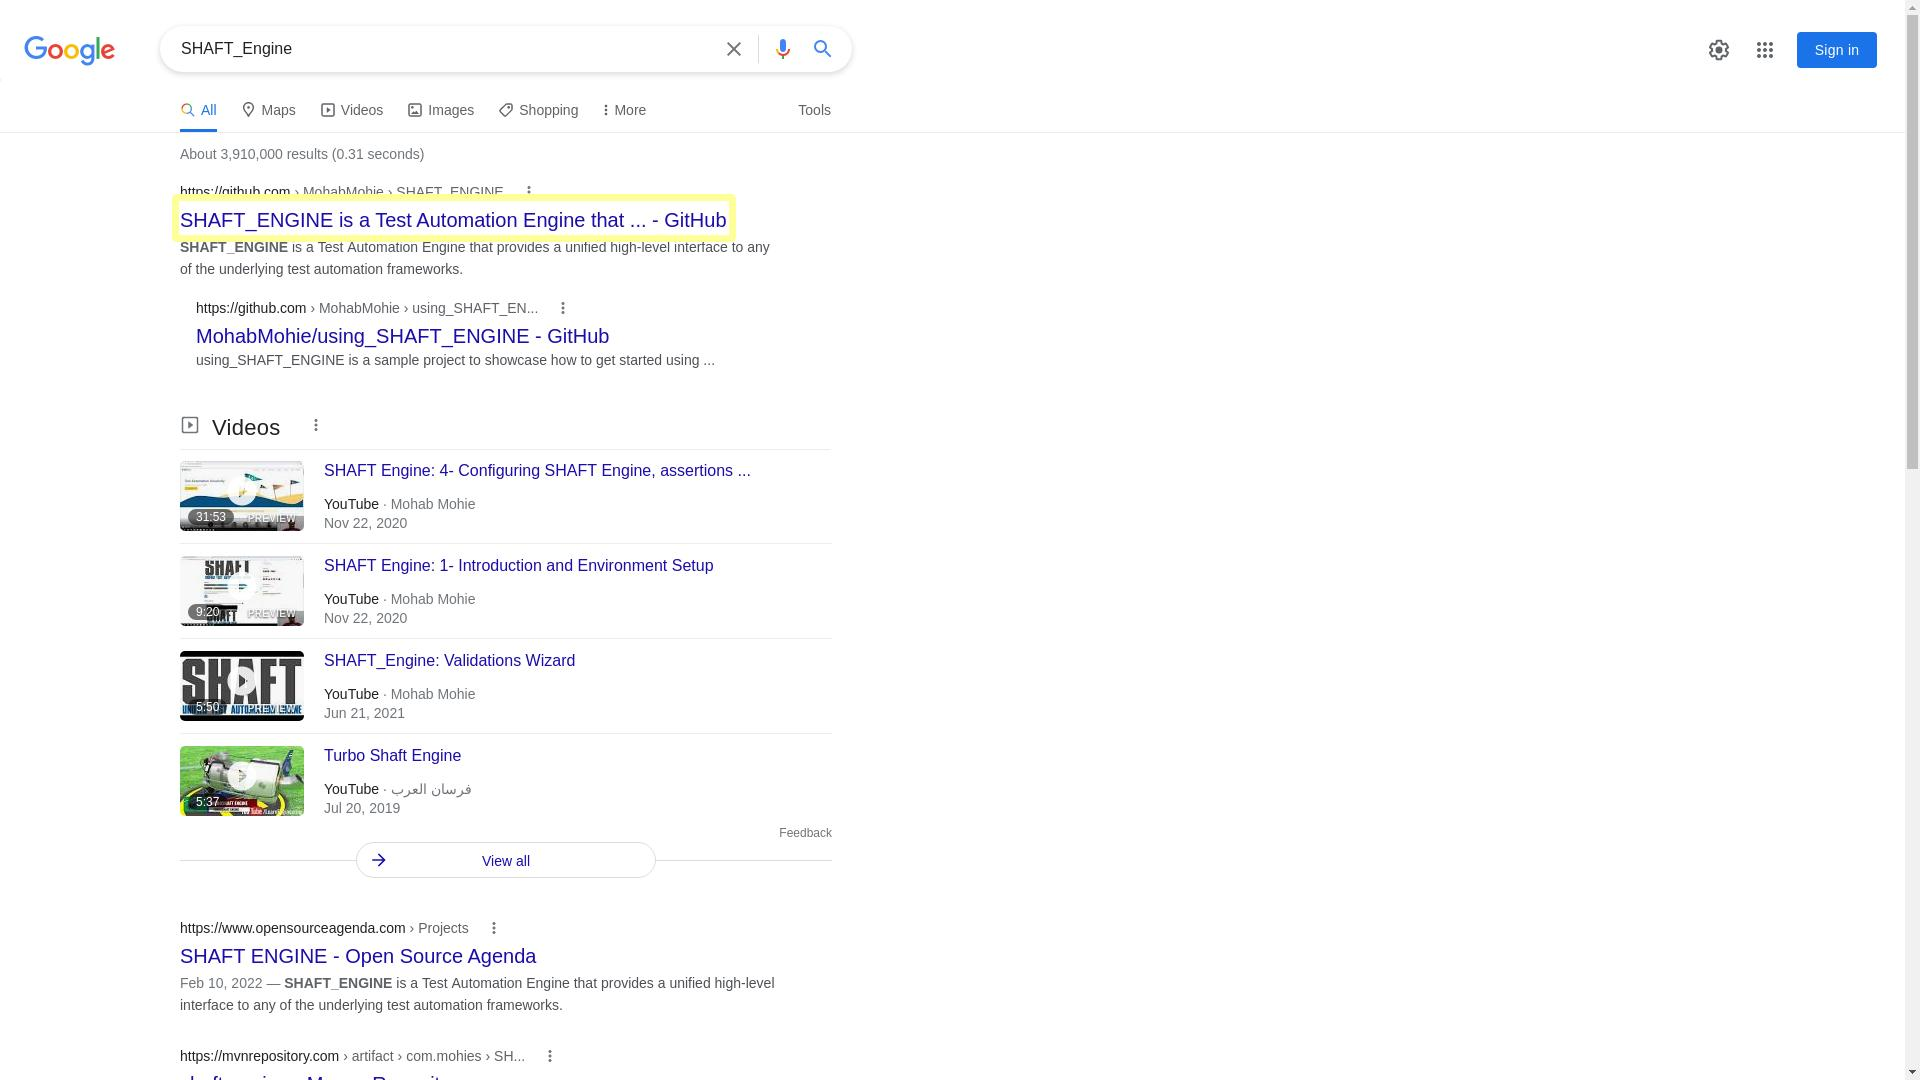 Google
SHAFT_Engine
Sign in
All
Maps
Videos
Images
Shopping
More
Tools
About 3,910,000 results (0.31 seconds)
https://github.com › MohabMohie › SHAFT_ENGINE
SHAFT_ENGINE is a Test Automation Engine that ... - GitHub
SHAFT_ENGINE is a Test Automation Engine that provides a unified high-level interface to any
of the underlying test automation frameworks.
https://github.com › MohabMohie › using_SHAFT_EN...
MohabMohie/using_SHAFT_ENGINE - GitHub
using_SHAFT_ENGINE is a sample project to showcase how to get started using ...
Videos
31:53
PREVIEW
SHAFT Engine: 4- Configuring SHAFT Engine, assertions ...
YouTube · Mohab Mohie
Nov 22, 2020
SHAFT
9:20
PREVIEW
SHAFT Engine: 1- Introduction and Environment Setup
YouTube · Mohab Mohie
Nov 22, 2020
SHAFT
5:50
PREVIEW
SHAFT_Engine: Validations Wizard
YouTube · Mohab Mohie
Jun 21, 2021
5:37
Turbo Shaft Engine
YouTube · فرسان العرب
Jul 20, 2019
Feedback
View all
https://www.opensourceagenda.com › Projects
SHAFT ENGINE - Open Source Agenda
Feb 10, 2022 — SHAFT_ENGINE is a Test Automation Engine that provides a unified high-level
interface to any of the underlying test automation frameworks.
https://mvnrepository.com › artifact › com.mohies › SH...